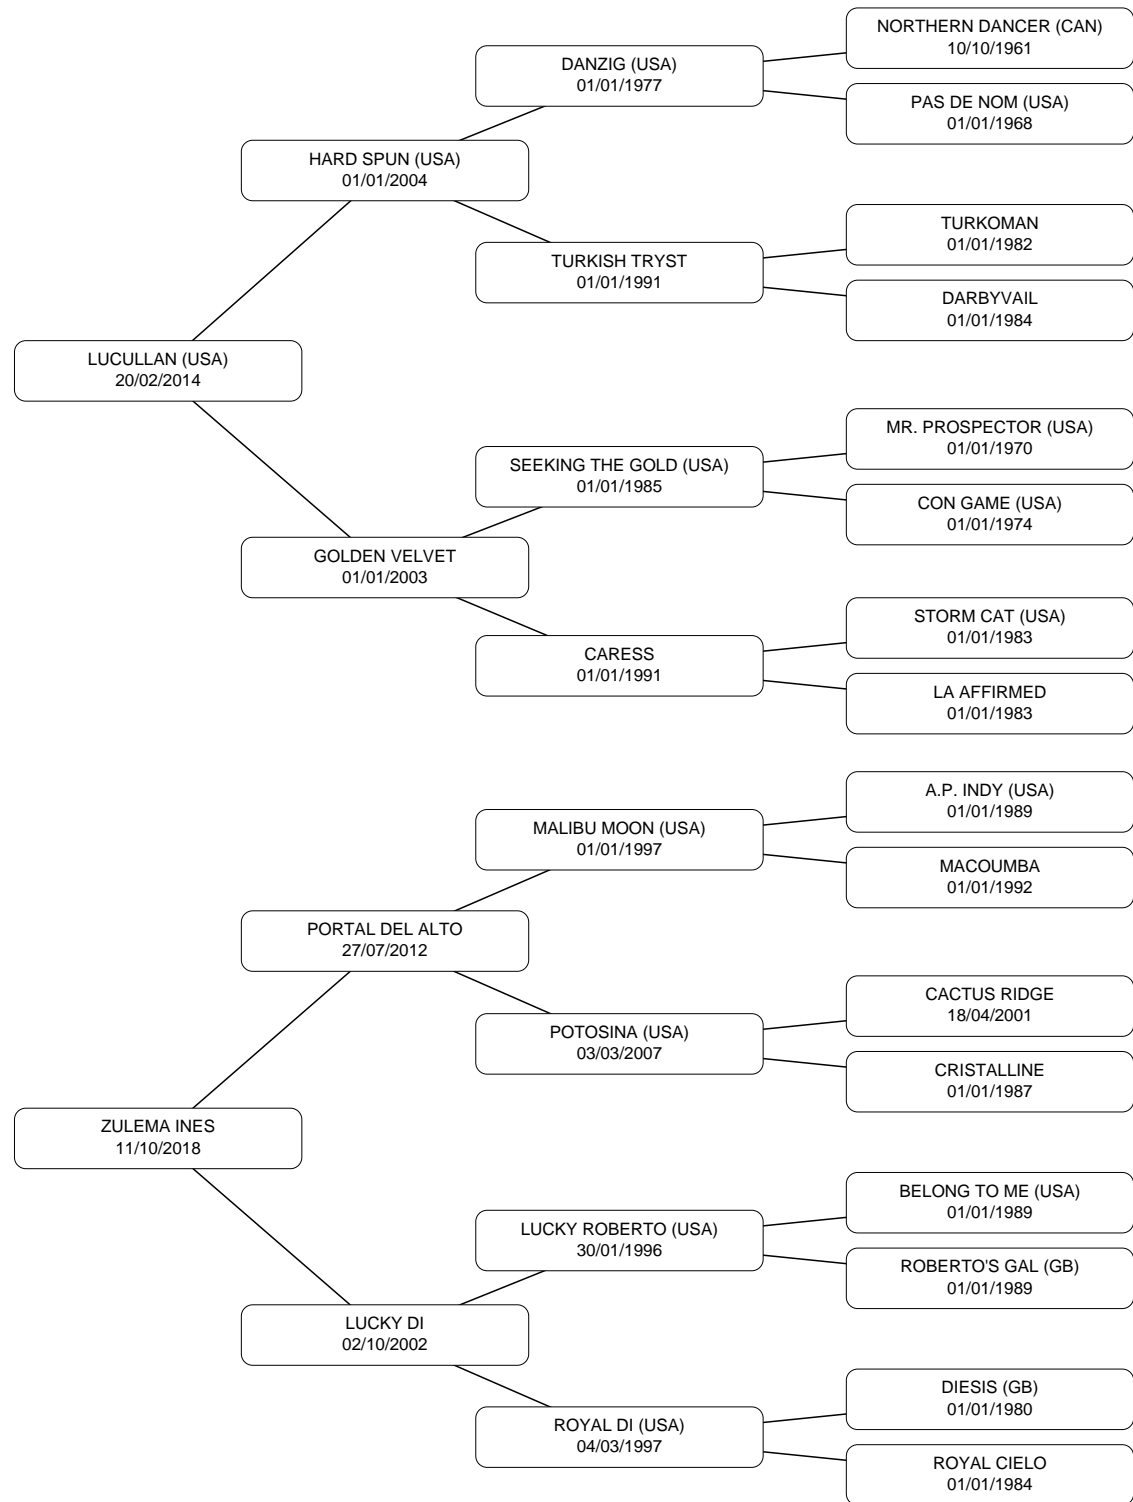 NORTHERN DANCER (CAN)
10/10/1961
DANZIG (USA)
01/01/1977
PAS DE NOM (USA)
01/01/1968
HARD SPUN (USA)
01/01/2004
TURKOMAN
01/01/1982
TURKISH TRYST
01/01/1991
DARBYVAIL
01/01/1984
LUCULLAN (USA)
20/02/2014
MR. PROSPECTOR (USA)
01/01/1970
SEEKING THE GOLD (USA)
01/01/1985
CON GAME (USA)
01/01/1974
GOLDEN VELVET
01/01/2003
STORM CAT (USA)
01/01/1983
CARESS
01/01/1991
LA AFFIRMED
01/01/1983
A.P. INDY (USA)
01/01/1989
MALIBU MOON (USA)
01/01/1997
MACOUMBA
01/01/1992
PORTAL DEL ALTO
27/07/2012
CACTUS RIDGE
18/04/2001
POTOSINA (USA)
03/03/2007
CRISTALLINE
01/01/1987
ZULEMA INES
11/10/2018
BELONG TO ME (USA)
01/01/1989
LUCKY ROBERTO (USA)
30/01/1996
ROBERTO'S GAL (GB)
01/01/1989
LUCKY DI
02/10/2002
DIESIS (GB)
01/01/1980
ROYAL DI (USA)
04/03/1997
ROYAL CIELO
01/01/1984